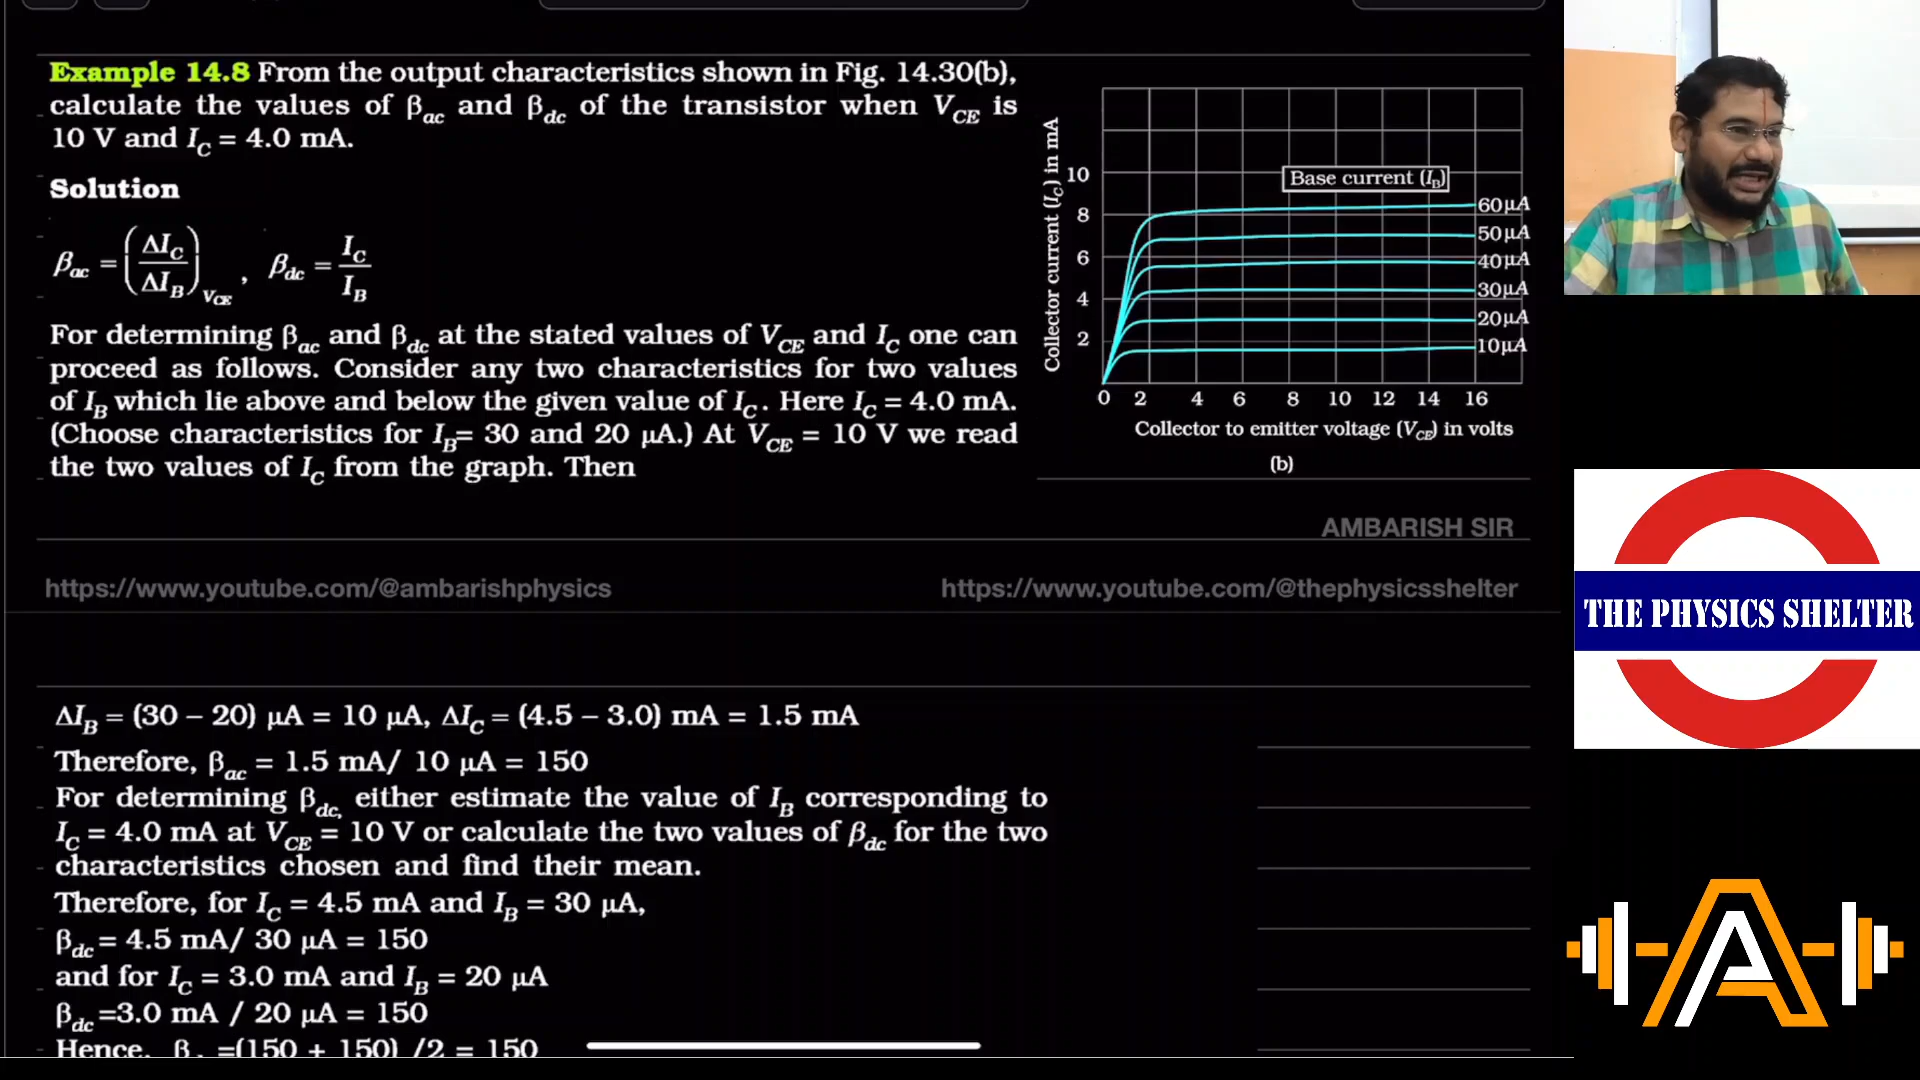 Example 14.8 From the output characteristics shown in Fig. 14.30(b),
calculate the values of βac and βdc of the transistor when VCE is
10 V and IC = 4.0 mA.
Solution
βac = (ΔIC / ΔIB)VCE , βdc = IC / IB
For determining βac and βdc at the stated values of VCE and IC one can
proceed as follows. Consider any two characteristics for two values
of IB which lie above and below the given value of IC. Here IC = 4.0 mA.
(Choose characteristics for IB= 30 and 20 μA.) At VCE = 10 V we read
the two values of IC from the graph. Then
Collector current (IC) in mA
10
8
6
4
2
Base current (IB)
60μA
50μA
40μA
30μA
20μA
10μA
0 2 4 6 8 10 12 14 16
Collector to emitter voltage (VCE) in volts
(b)
AMBARISH SIR
https://www.youtube.com/@ambarishphysics
https://www.youtube.com/@thephysicsshelter
THE PHYSICS SHELTER
ΔIB = (30 – 20) μA = 10 μA, ΔIC = (4.5 – 3.0) mA = 1.5 mA
Therefore, βac = 1.5 mA/ 10 μA = 150
For determining βdc, either estimate the value of IB corresponding to
IC = 4.0 mA at VCE = 10 V or calculate the two values of βdc for the two
characteristics chosen and find their mean.
Therefore, for IC = 4.5 mA and IB = 30 μA,
βdc = 4.5 mA/ 30 μA = 150
and for IC = 3.0 mA and IB = 20 μA
βdc =3.0 mA / 20 μA = 150
Hence, β =(150 + 150) /2 = 150